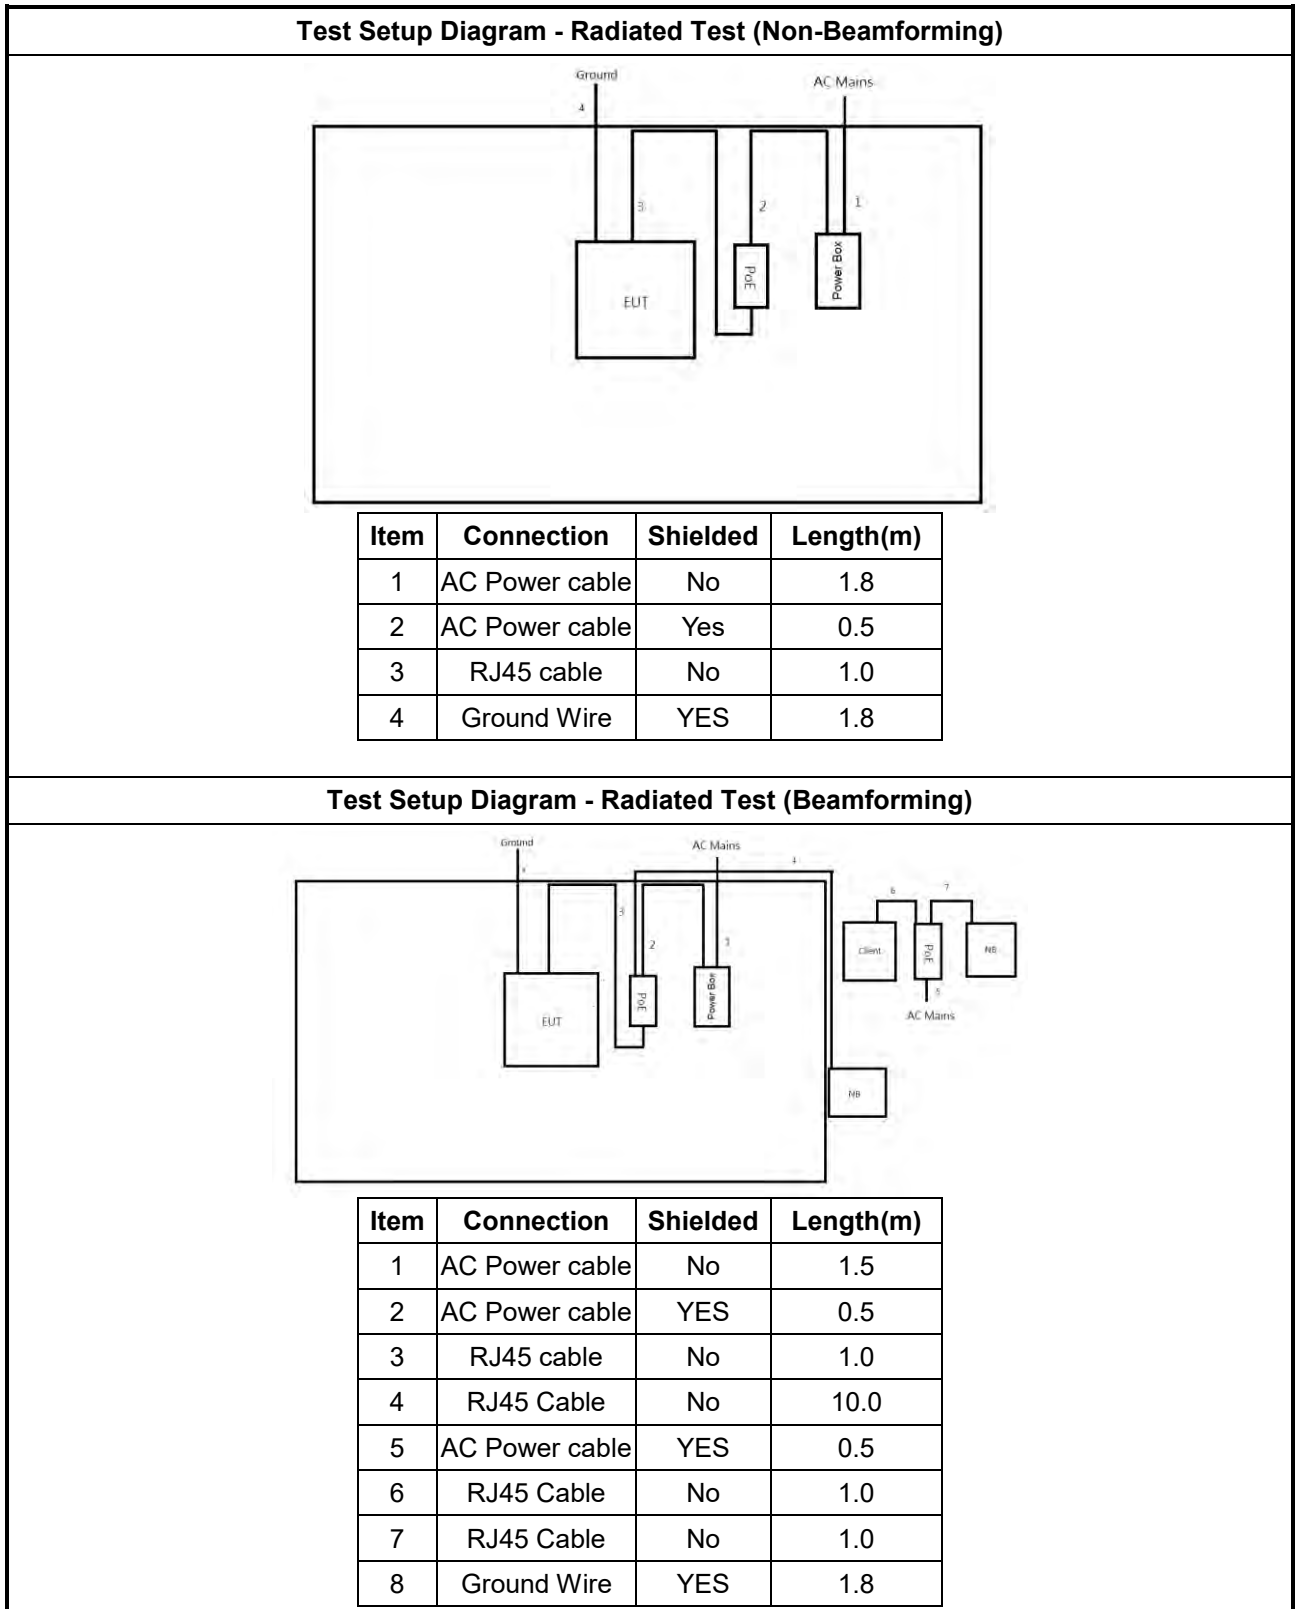 Test Setup Diagram - Radiated Test (Non-Beamforming)
Ground
AC Mains
4
3
2
1
EUT
PoE
Power Box
Item Connection Shielded Length(m)
1 AC Power cable No 1.8
2 AC Power cable Yes 0.5
3 RJ45 cable No 1.0
4 Ground Wire YES 1.8
Test Setup Diagram - Radiated Test (Beamforming)
Ground
AC Mains
6
7
3
2
Client
PoE
NB
5
AC Mains
EUT
PoE
Power Box
NB
Item Connection Shielded Length(m)
1 AC Power cable No 1.5
2 AC Power cable YES 0.5
3 RJ45 cable No 1.0
4 RJ45 Cable No 10.0
5 AC Power cable YES 0.5
6 RJ45 Cable No 1.0
7 RJ45 Cable No 1.0
8 Ground Wire YES 1.8